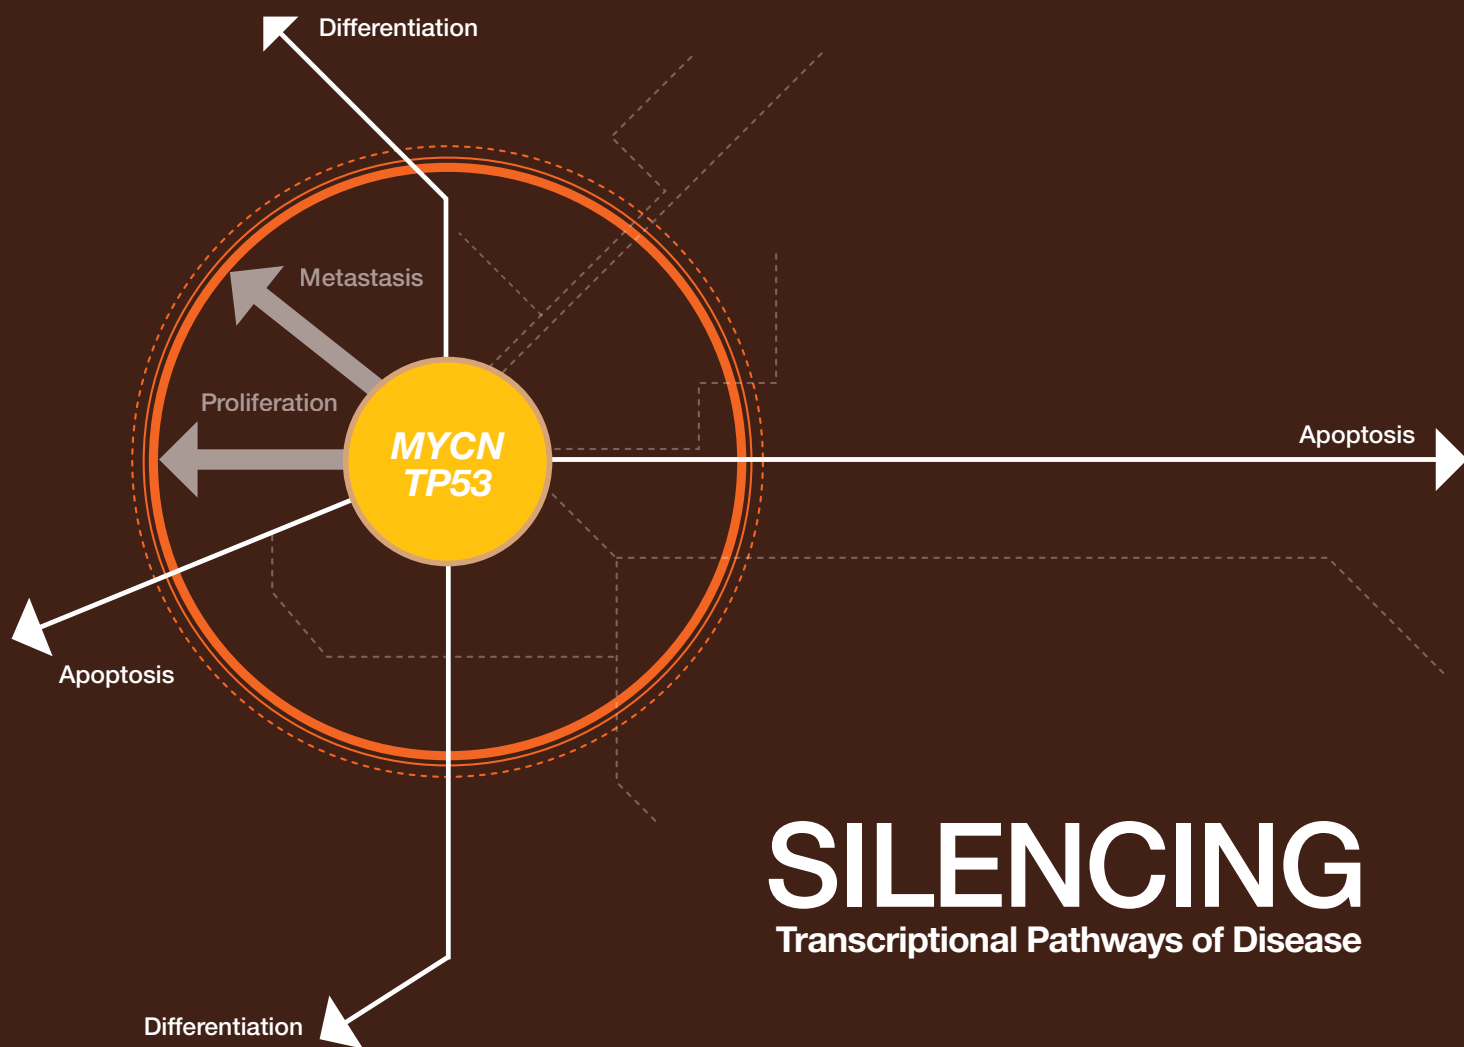 Differentiation
Metastasis
Proliferation
MYCN
TP53
Apoptosis
Apoptosis
SILENCING
Transcriptional Pathways of Disease
Differentiation